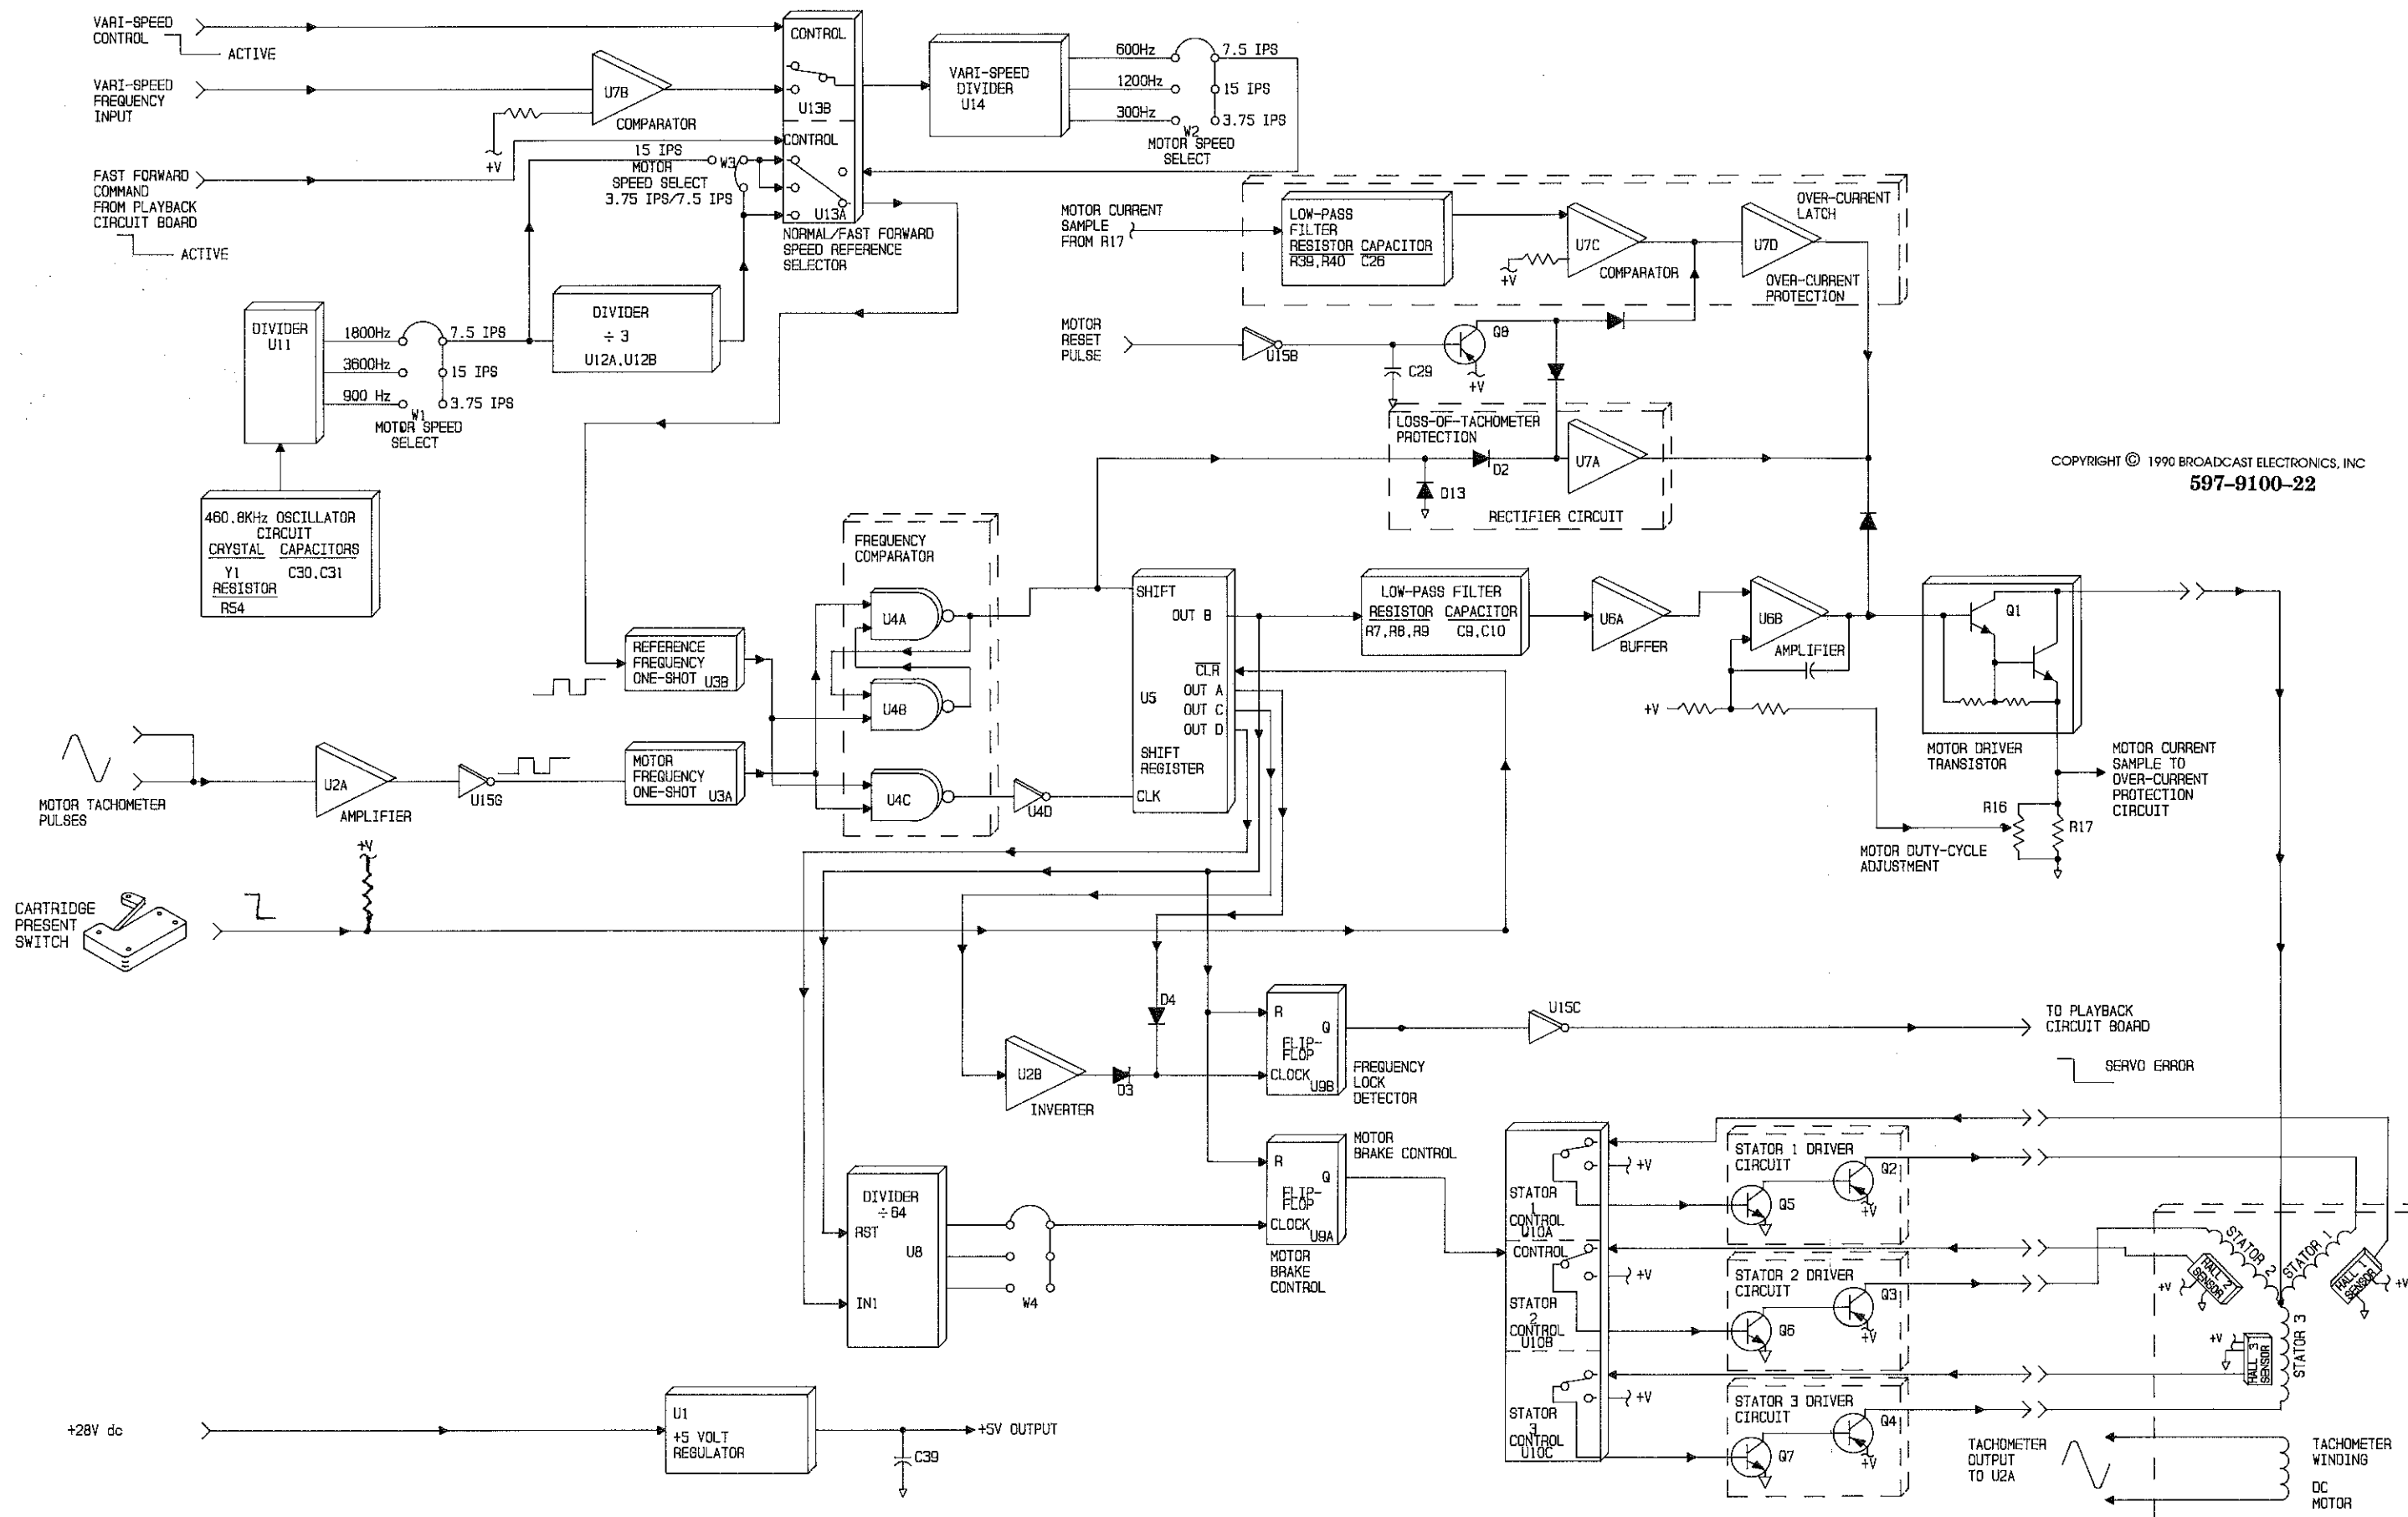 VARI-SPEED
CONTROL
ACTIVE
VARI-SPEED
FREQUENCY
INPUT
U7B
COMPARATOR
+V
FAST FORWARD
COMMAND
FROM PLAYBACK
CIRCUIT BOARD
ACTIVE
CONTROL
U13B
CONTROL
U13A
NORMAL/FAST FORWARD
SPEED REFERENCE
SELECTOR
15 IPS
MOTOR
SPEED SELECT
3.75 IPS/7.5 IPS
W3
VARI-SPEED
DIVIDER
U14
600Hz
7.5 IPS
1200Hz
15 IPS
300Hz
3.75 IPS
W2
MOTOR SPEED
SELECT
DIVIDER
U11
1800Hz
7.5 IPS
3600Hz
15 IPS
900 Hz
3.75 IPS
W1
MOTOR SPEED
SELECT
DIVIDER
÷ 3
U12A,U12B
460.8KHz OSCILLATOR
CIRCUIT
CRYSTAL CAPACITORS
Y1 C30,C31
RESISTOR
R54
MOTOR CURRENT
SAMPLE
FROM R17
LOW-PASS
FILTER
RESISTOR CAPACITOR
R39,R40 C26
U7C
+V
COMPARATOR
OVER-CURRENT
LATCH
U7D
OVER-CURRENT
PROTECTION
MOTOR
RESET
PULSE
U15B
C29
Q8
+V
LOSS-OF-TACHOMETER
PROTECTION
D2
D13
U7A
RECTIFIER CIRCUIT
COPYRIGHT © 1990 BROADCAST ELECTRONICS, INC
597-9100-22
FREQUENCY
COMPARATOR
U4A
U4B
U4C
U4D
REFERENCE
FREQUENCY
ONE-SHOT U3B
MOTOR
FREQUENCY
ONE-SHOT U3A
MOTOR TACHOMETER
PULSES
U2A
AMPLIFIER
U15G
SHIFT
OUT B
CLR
OUT A
OUT C
OUT D
U5
SHIFT
REGISTER
CLK
LOW-PASS FILTER
RESISTOR CAPACITOR
R7,R8,R9 C9,C10
U6A
BUFFER
U6B
AMPLIFIER
+V
Q1
MOTOR DRIVER
TRANSISTOR
MOTOR CURRENT
SAMPLE TO
OVER-CURRENT
PROTECTION
CIRCUIT
R16
R17
MOTOR DUTY-CYCLE
ADJUSTMENT
+V
CARTRIDGE
PRESENT
SWITCH
D4
U2B
INVERTER
D3
R
Q
FLIP-
FLOP
CLOCK
U9B
FREQUENCY
LOCK
DETECTOR
U15C
TO PLAYBACK
CIRCUIT BOARD
SERVO ERROR
DIVIDER
÷64
RST
U8
IN1
W4
R
Q
FLIP-
FLOP
CLOCK
U9A
MOTOR
BRAKE CONTROL
MOTOR
BRAKE
CONTROL
STATOR
1
CONTROL
U10A
CONTROL
STATOR
2
CONTROL
U10B
STATOR
3
CONTROL
U10C
+V
+V
+V
STATOR 1 DRIVER
CIRCUIT
Q2
Q5
+V
STATOR 2 DRIVER
CIRCUIT
Q3
Q6
+V
STATOR 3 DRIVER
CIRCUIT
Q4
Q7
+V
STATOR 2
STATOR 1
STATOR 3
HALL 2
SENSOR
+V
HALL 1
SENSOR
+V
HALL 3
SENSOR
+V
+28V dc
U1
+5 VOLT
REGULATOR
+5V OUTPUT
C39
TACHOMETER
OUTPUT
TO U2A
TACHOMETER
WINDING
DC
MOTOR